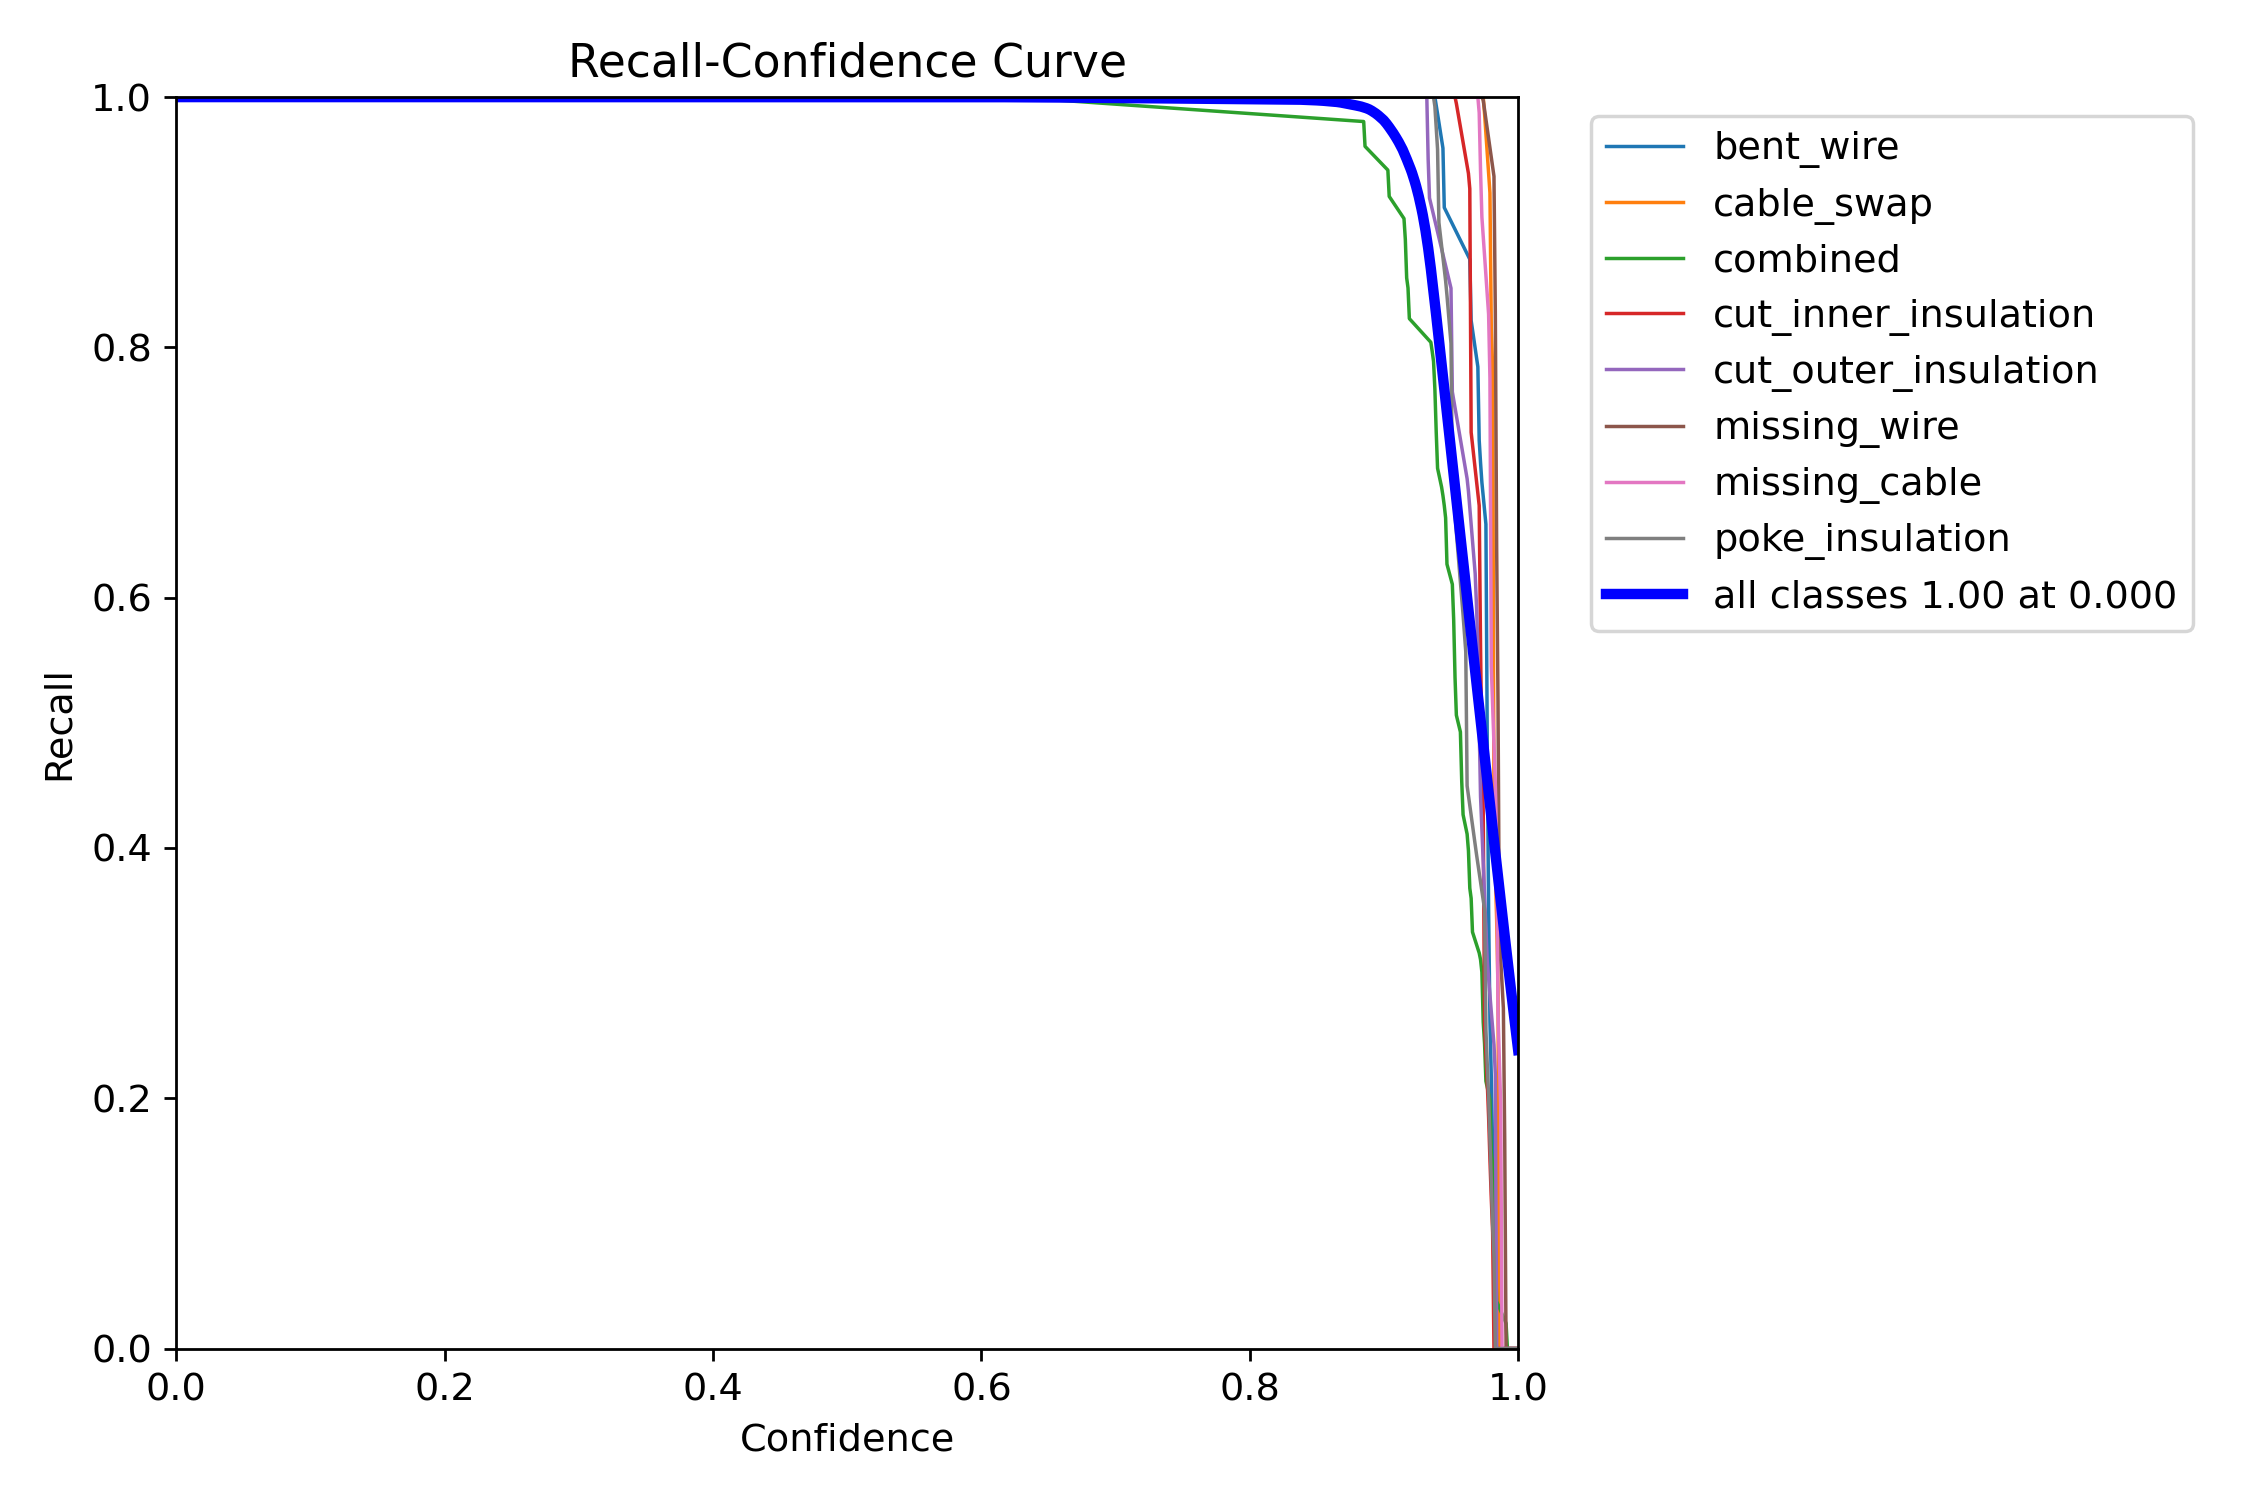 Recall-Confidence Curve
1.0
0.8
0.6
0.4
0.2
0.0
Recall
0.0 0.2 0.4 0.6 0.8 1.0
Confidence
bent_wire
cable_swap
combined
cut_inner_insulation
cut_outer_insulation
missing_wire
missing_cable
poke_insulation
all classes 1.00 at 0.000